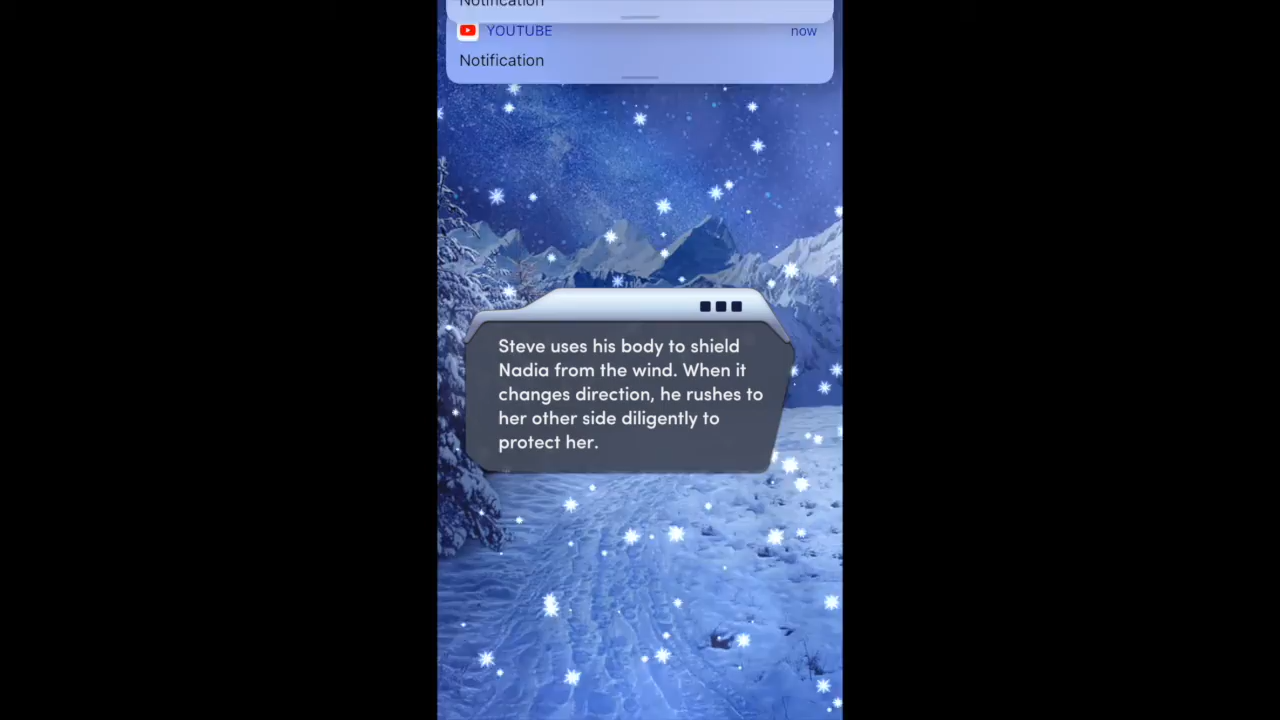 Notification
YOUTUBE now
Notification
Steve uses his body to shield
Nadia from the wind. When it
changes direction, he rushes to
her other side diligently to
protect her.